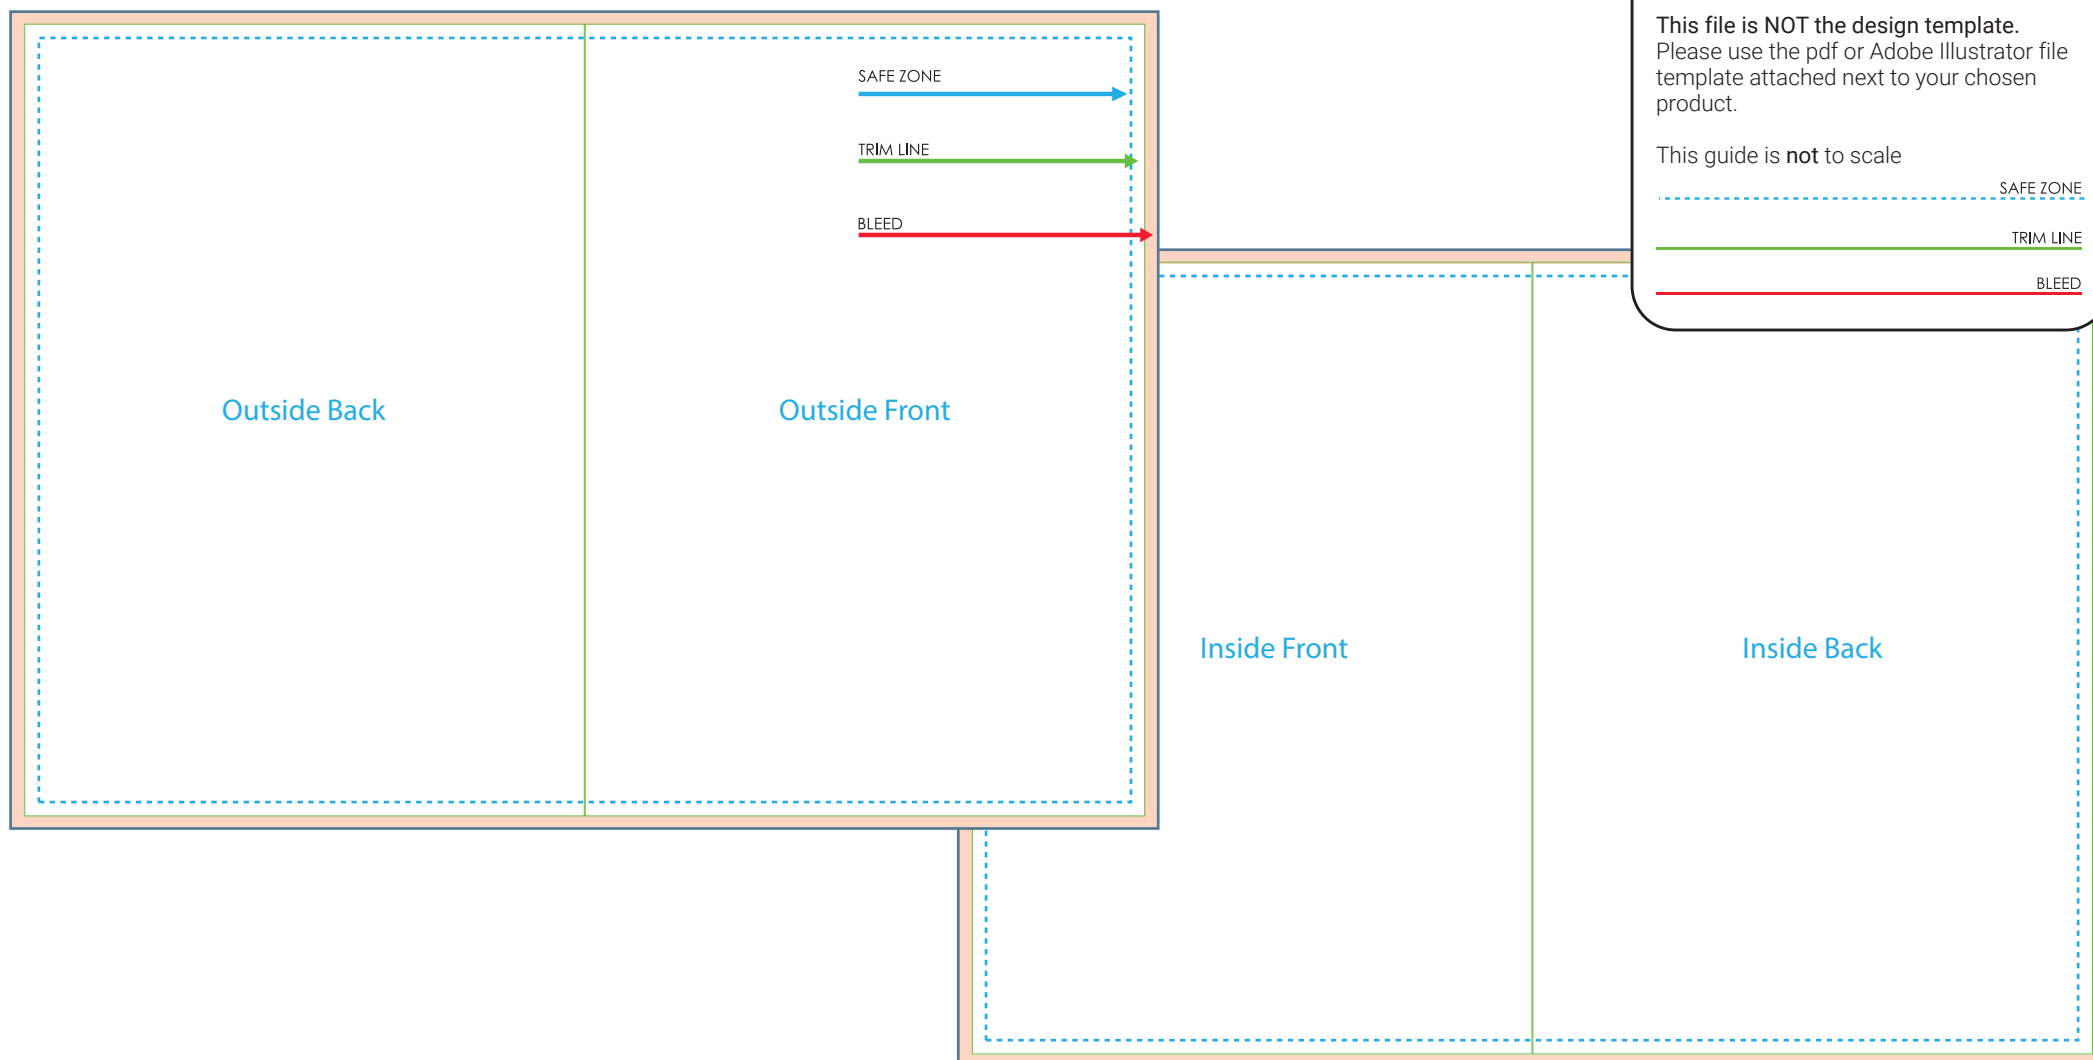 SAFE ZONE
TRIM LINE
BLEED
Outside Back
Outside Front
This file is NOT the design template.
Please use the pdf or Adobe Illustrator file
template attached next to your chosen
product.
This guide is not to scale
SAFE ZONE
TRIM LINE
BLEED
Inside Front
Inside Back